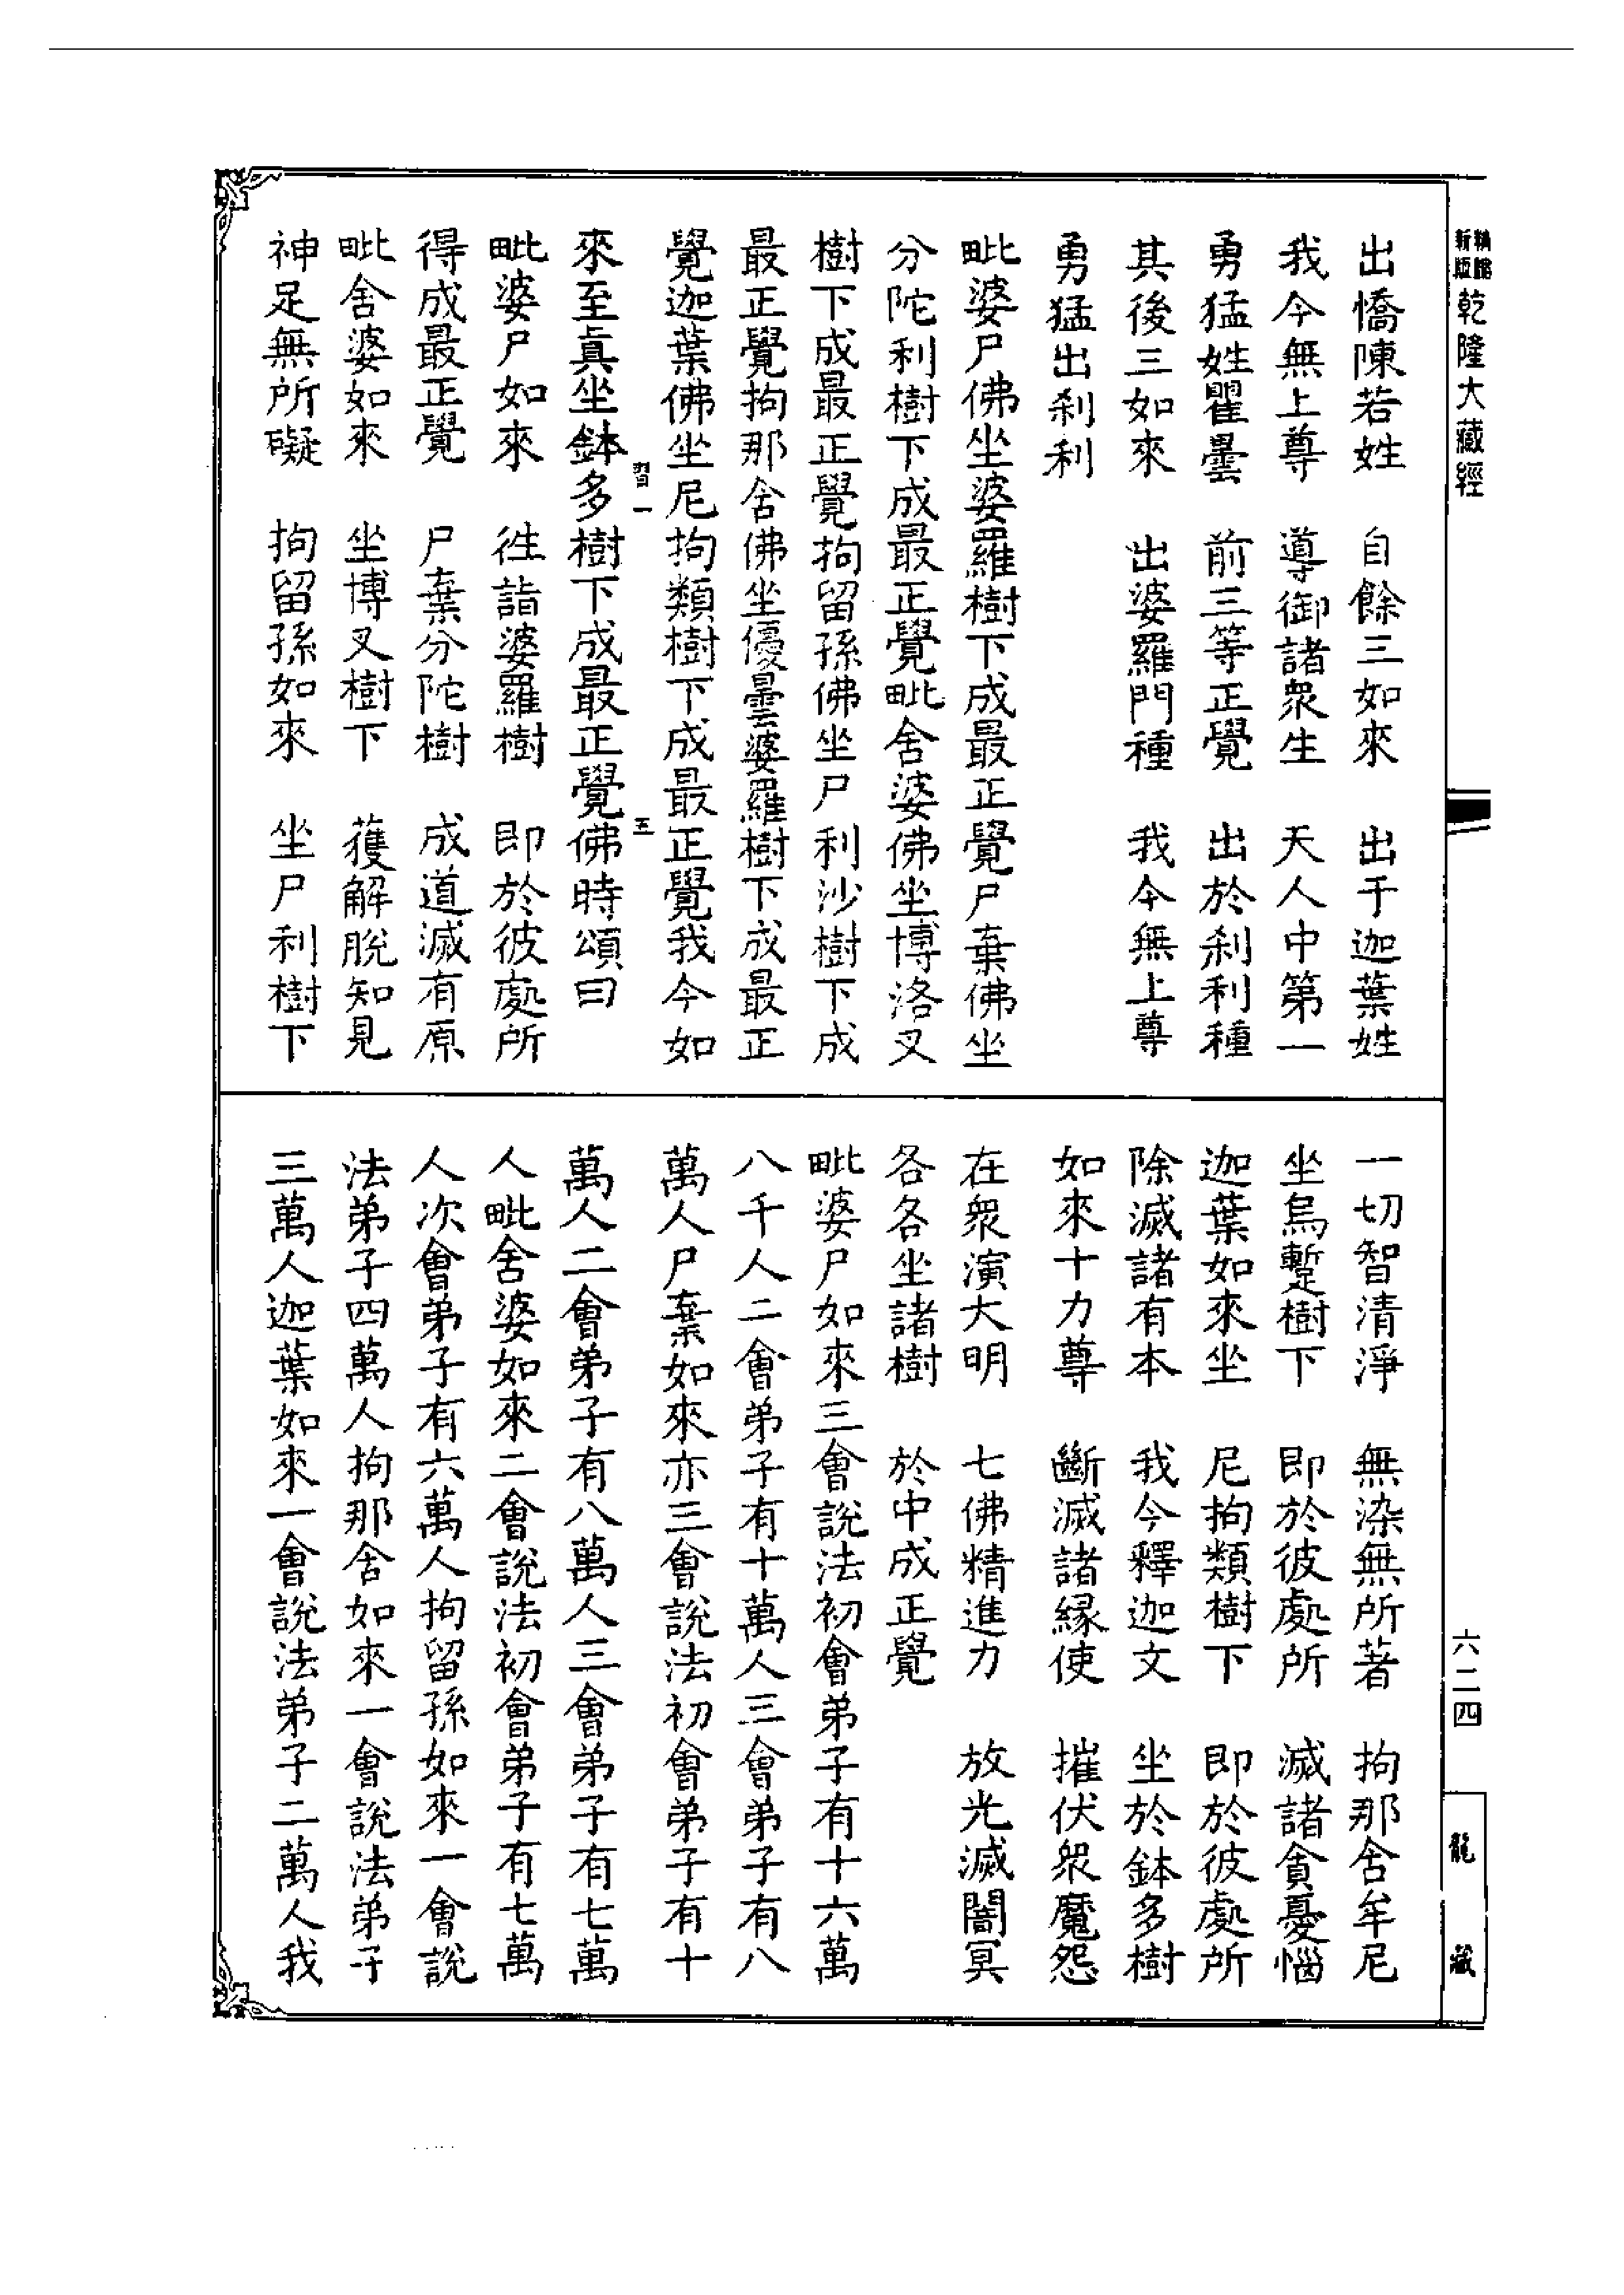 新版
精縮
乾隆大藏經
出憍陳若姓　自餘三如來　出于迦葉姓
我今無上尊　導御諸衆生　天人中第一
勇猛姓瞿曇　前三等正覺　出於刹利種
其後三如來　出婆羅門種　我今無上尊
勇猛出刹利
毗婆尸佛坐婆羅樹下成最正覺尸棄佛坐
分陀利樹下成最正覺毗舍婆佛坐博洛叉
樹下成最正覺拘留孫佛坐尸利沙樹下成
最正覺拘那舍佛坐優曇婆羅樹下成最正
覺迦葉佛坐尼拘類樹下成最正覺我今如
習一　五
來至真坐鉢多樹下成最正覺佛時頌曰
毗婆尸如來　往詣婆羅樹　即於彼處所
得成最正覺　尸棄分陀樹　成道滅有原
毗舍婆如來　坐博叉樹下　獲解脫知見
神足無所礙　拘留孫如來　坐尸利樹下
一切智清淨　無染無所著　拘那舍牟尼
坐烏蹔樹下　即於彼處所　滅諸貪憂惱
迦葉如來坐　尼拘類樹下　即於彼處所
除滅諸有本　我今釋迦文　坐於鉢多樹
如來十力尊　斷滅諸緣使　摧伏衆魔怨
在衆演大明　七佛精進力　放光滅闇冥
各各坐諸樹　於中成正覺
毗婆尸如來三會說法初會弟子有十六萬
八千人二會弟子有十萬人三會弟子有八
萬人尸棄如來亦三會說法初會弟子有十
萬人二會弟子有八萬人三會弟子有七萬
人毗舍婆如來二會說法初會弟子有七萬
人次會弟子有六萬人拘留孫如來一會說
法弟子四萬人拘那舍如來一會說法弟子
三萬人迦葉如來一會說法弟子二萬人我
六二四
龍藏